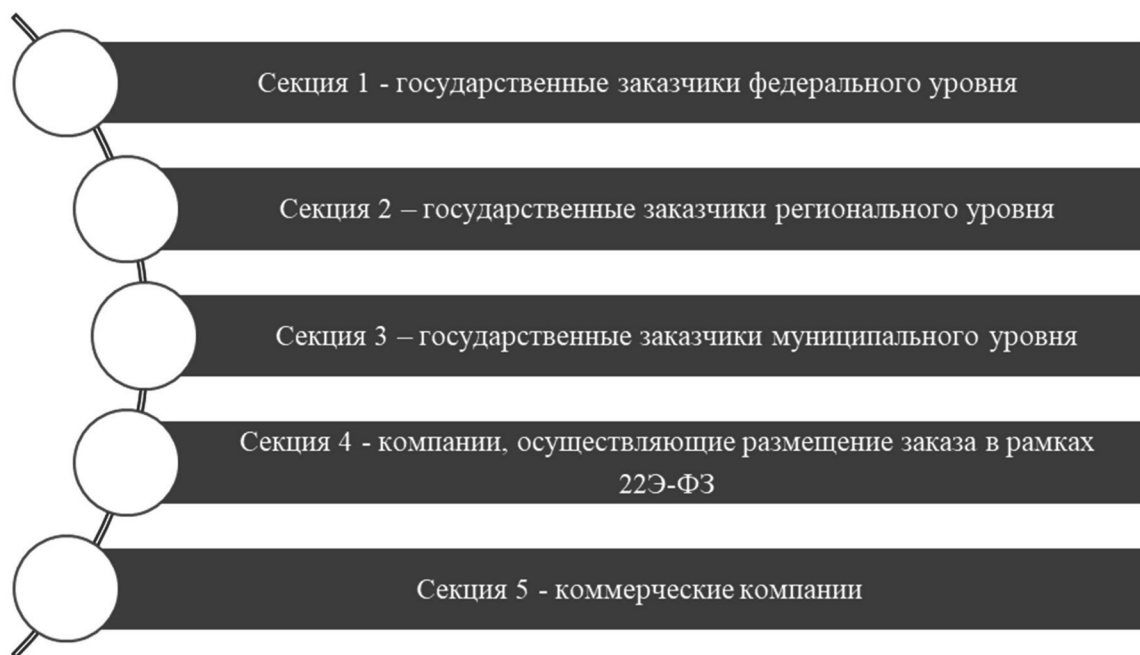 Секция 1 - государственные заказчики федерального уровня
Секция 2 – государственные заказчики регионального уровня
Секция 3 – государственные заказчики муниципального уровня
Секция 4 - компании, осуществляющие размещение заказа в рамках
22Э-ФЗ
Секция 5 - коммерческие компании